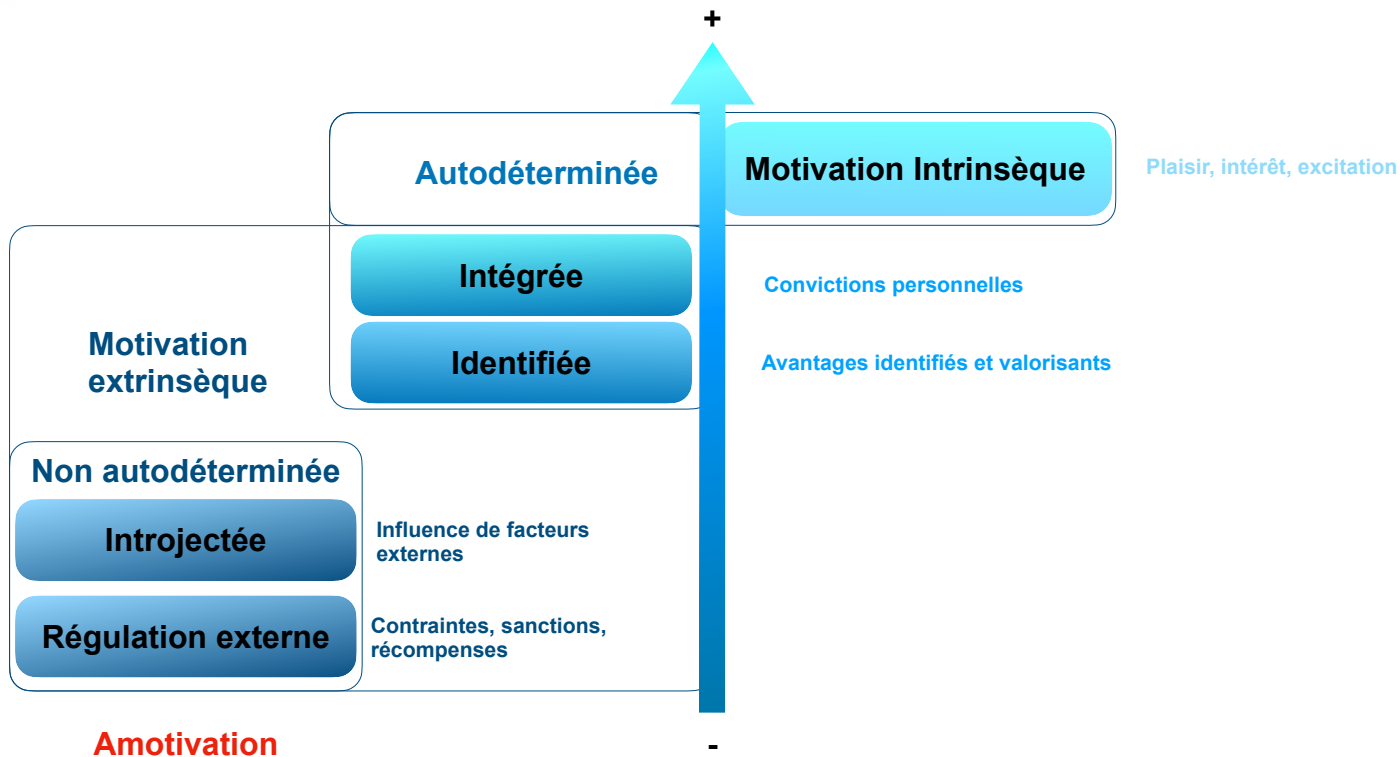 +
Autodéterminée
Motivation Intrinsèque
Plaisir, intérêt, excitation
Intégrée
Convictions personnelles
Motivation
extrinsèque
Identifiée
Avantages identifiés et valorisants
Non autodéterminée
Introjectée
Influence de facteurs
externes
Régulation externe
Contraintes, sanctions,
récompenses
Amotivation
-